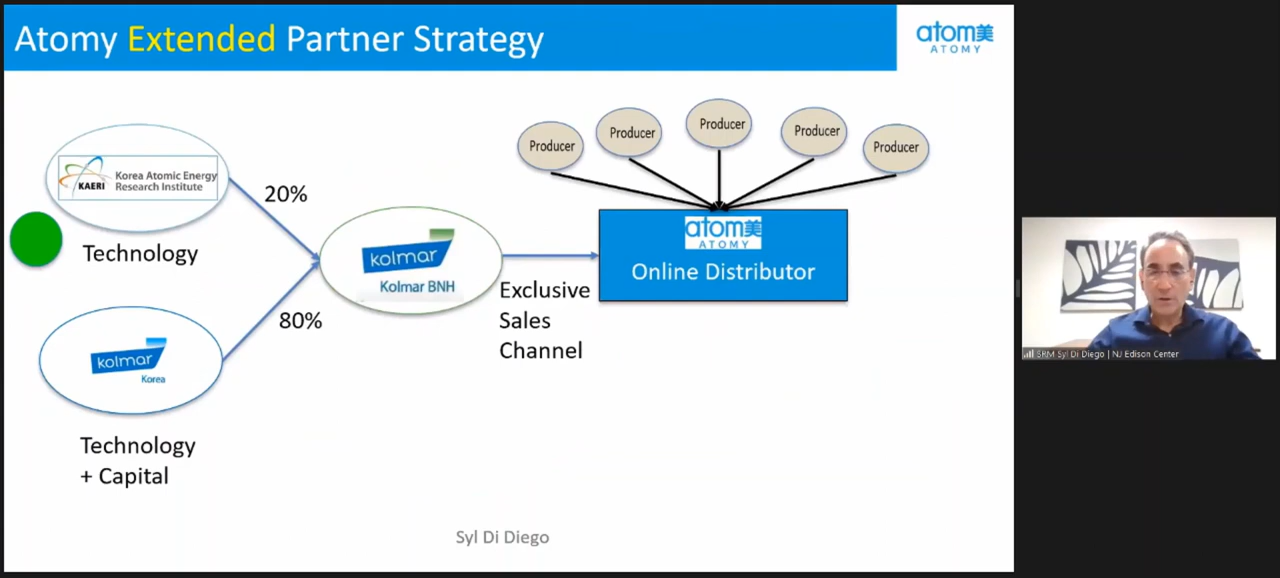 Atomy Extended Partner Strategy
atom美
ATOMY
Producer
Producer
Producer
Producer
Producer
KAERI
Korea Atomic Energy
Research Institute
20%
Technology
atom美
ATOMY
Online Distributor
kolmar
Kolmar BNH
Exclusive
Sales
Channel
80%
kolmar
Korea
Technology
+ Capital
Syl Di Diego
SRM Syl Di Diego | NJ Edison Center